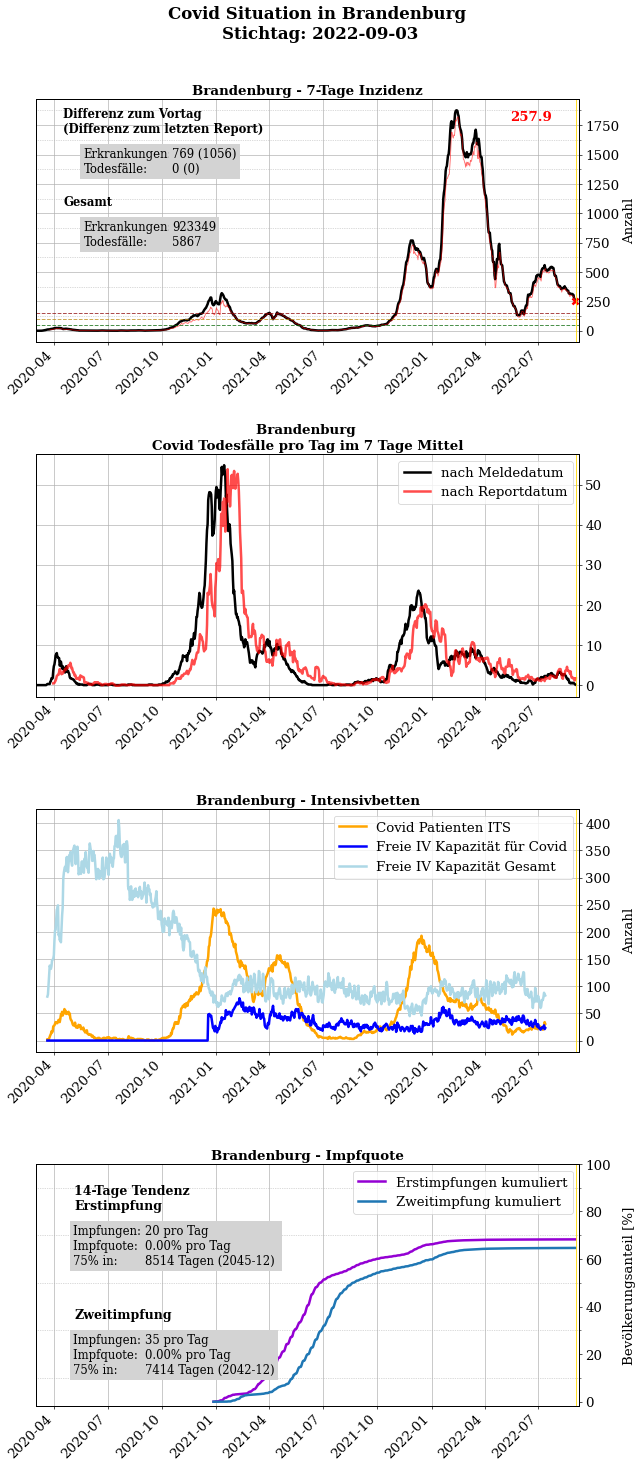 Covid Situation in Brandenburg
Stichtag: 2022-09-03
Brandenburg - 7-Tage Inzidenz
Differenz zum Vortag
(Differenz zum letzten Report)
Erkrankungen 769 (1056)
Todesfälle: 0 (0)
Gesamt
Erkrankungen 923349
Todesfälle: 5867
257.9
1750
1500
1250
1000
750
500
250
0
Anzahl
2020-04
2020-07
2020-10
2021-01
2021-04
2021-07
2021-10
2022-01
2022-04
2022-07
Brandenburg
Covid Todesfälle pro Tag im 7 Tage Mittel
nach Meldedatum
nach Reportdatum
50
40
30
20
10
0
2020-04
2020-07
2020-10
2021-01
2021-04
2021-07
2021-10
2022-01
2022-04
2022-07
Brandenburg - Intensivbetten
Covid Patienten ITS
Freie IV Kapazität für Covid
Freie IV Kapazität Gesamt
400
350
300
250
200
150
100
50
0
Anzahl
2020-04
2020-07
2020-10
2021-01
2021-04
2021-07
2021-10
2022-01
2022-04
2022-07
Brandenburg - Impfquote
14-Tage Tendenz
Erstimpfung
Impfungen: 20 pro Tag
Impfquote: 0.00% pro Tag
75% in: 8514 Tagen (2045-12)
Zweitimpfung
Impfungen: 35 pro Tag
Impfquote: 0.00% pro Tag
75% in: 7414 Tagen (2042-12)
Erstimpfungen kumuliert
Zweitimpfung kumuliert
100
80
60
40
20
0
Bevölkerungsanteil [%]
2020-04
2020-07
2020-10
2021-01
2021-04
2021-07
2021-10
2022-01
2022-04
2022-07